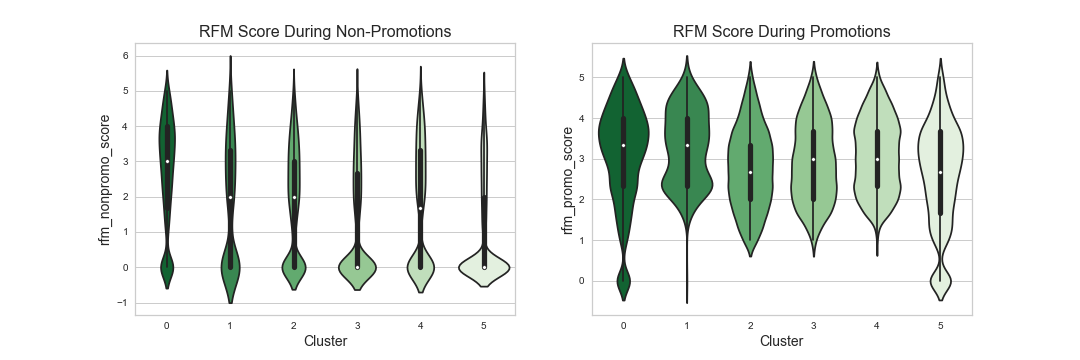 RFM Score During Non-Promotions
rfm_nonpromo_score
6
5
4
3
2
1
0
−1
0 1 2 3 4 5
Cluster
RFM Score During Promotions
rfm_promo_score
5
4
3
2
1
0
0 1 2 3 4 5
Cluster